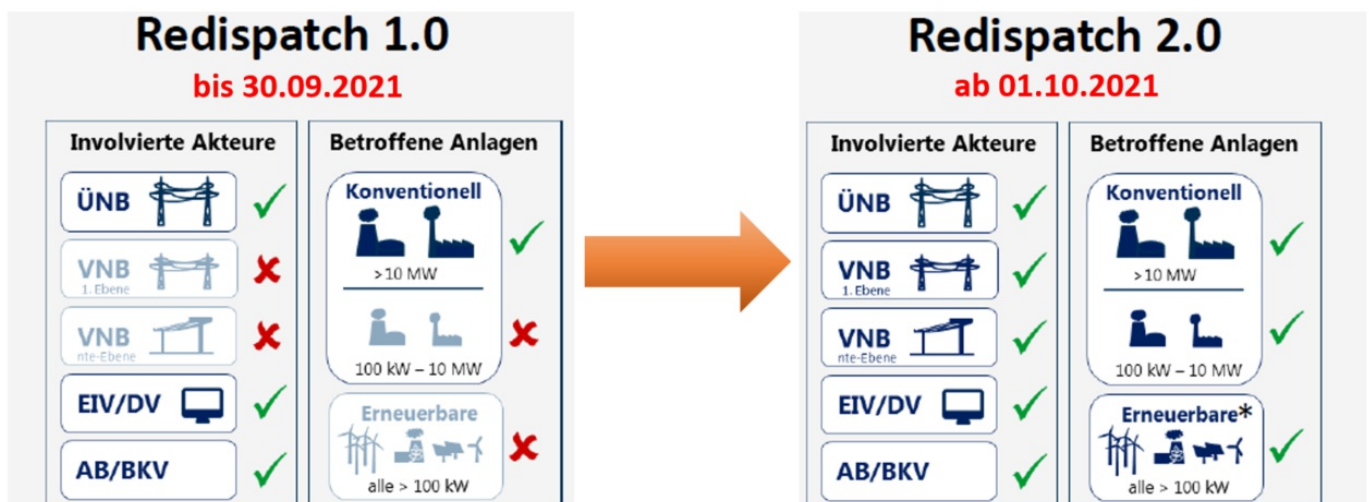 Redispatch 1.0
bis 30.09.2021
Involvierte Akteure
ÜNB
VNB
1. Ebene
VNB
nte-Ebene
EIV/DV
AB/BKV
Betroffene Anlagen
Konventionell
>10 MW
100 kW – 10 MW
Erneuerbare
alle > 100 kW
Redispatch 2.0
ab 01.10.2021
Involvierte Akteure
ÜNB
VNB
1. Ebene
VNB
nte-Ebene
EIV/DV
AB/BKV
Betroffene Anlagen
Konventionell
>10 MW
100 kW – 10 MW
Erneuerbare*
alle > 100 kW